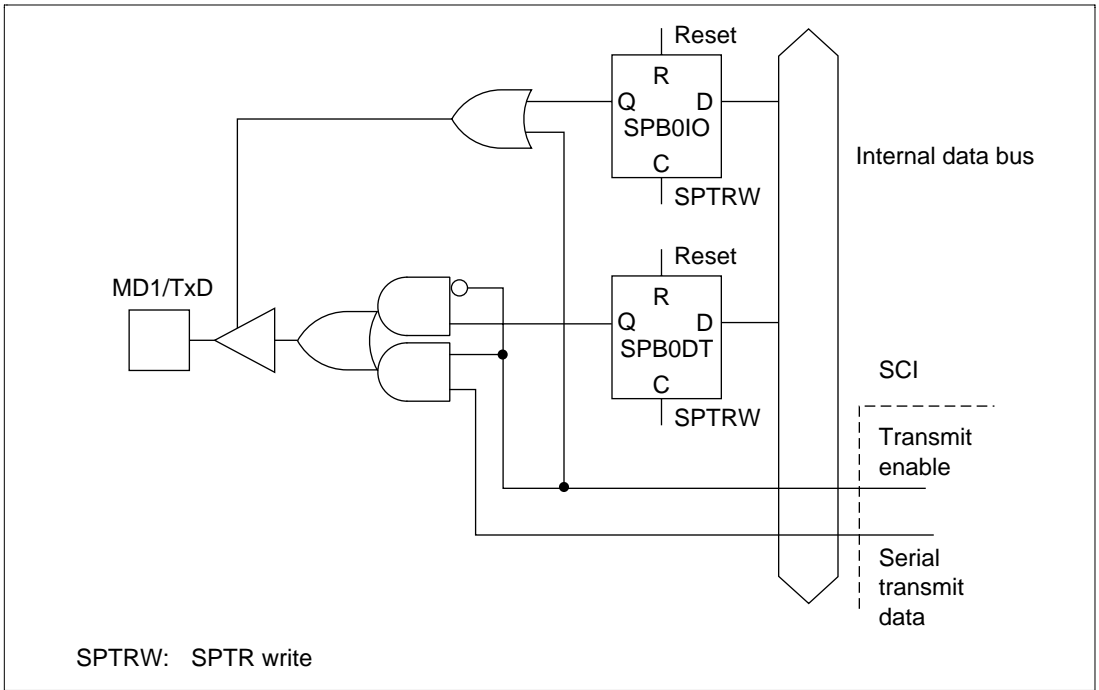 Reset
R
Q D
SPB0IO
C
SPTRW
Internal data bus
Reset
R
Q D
SPB0DT
C
SPTRW
MD1/TxD
SCI
Transmit
enable
Serial
transmit
data
SPTRW: SPTR write